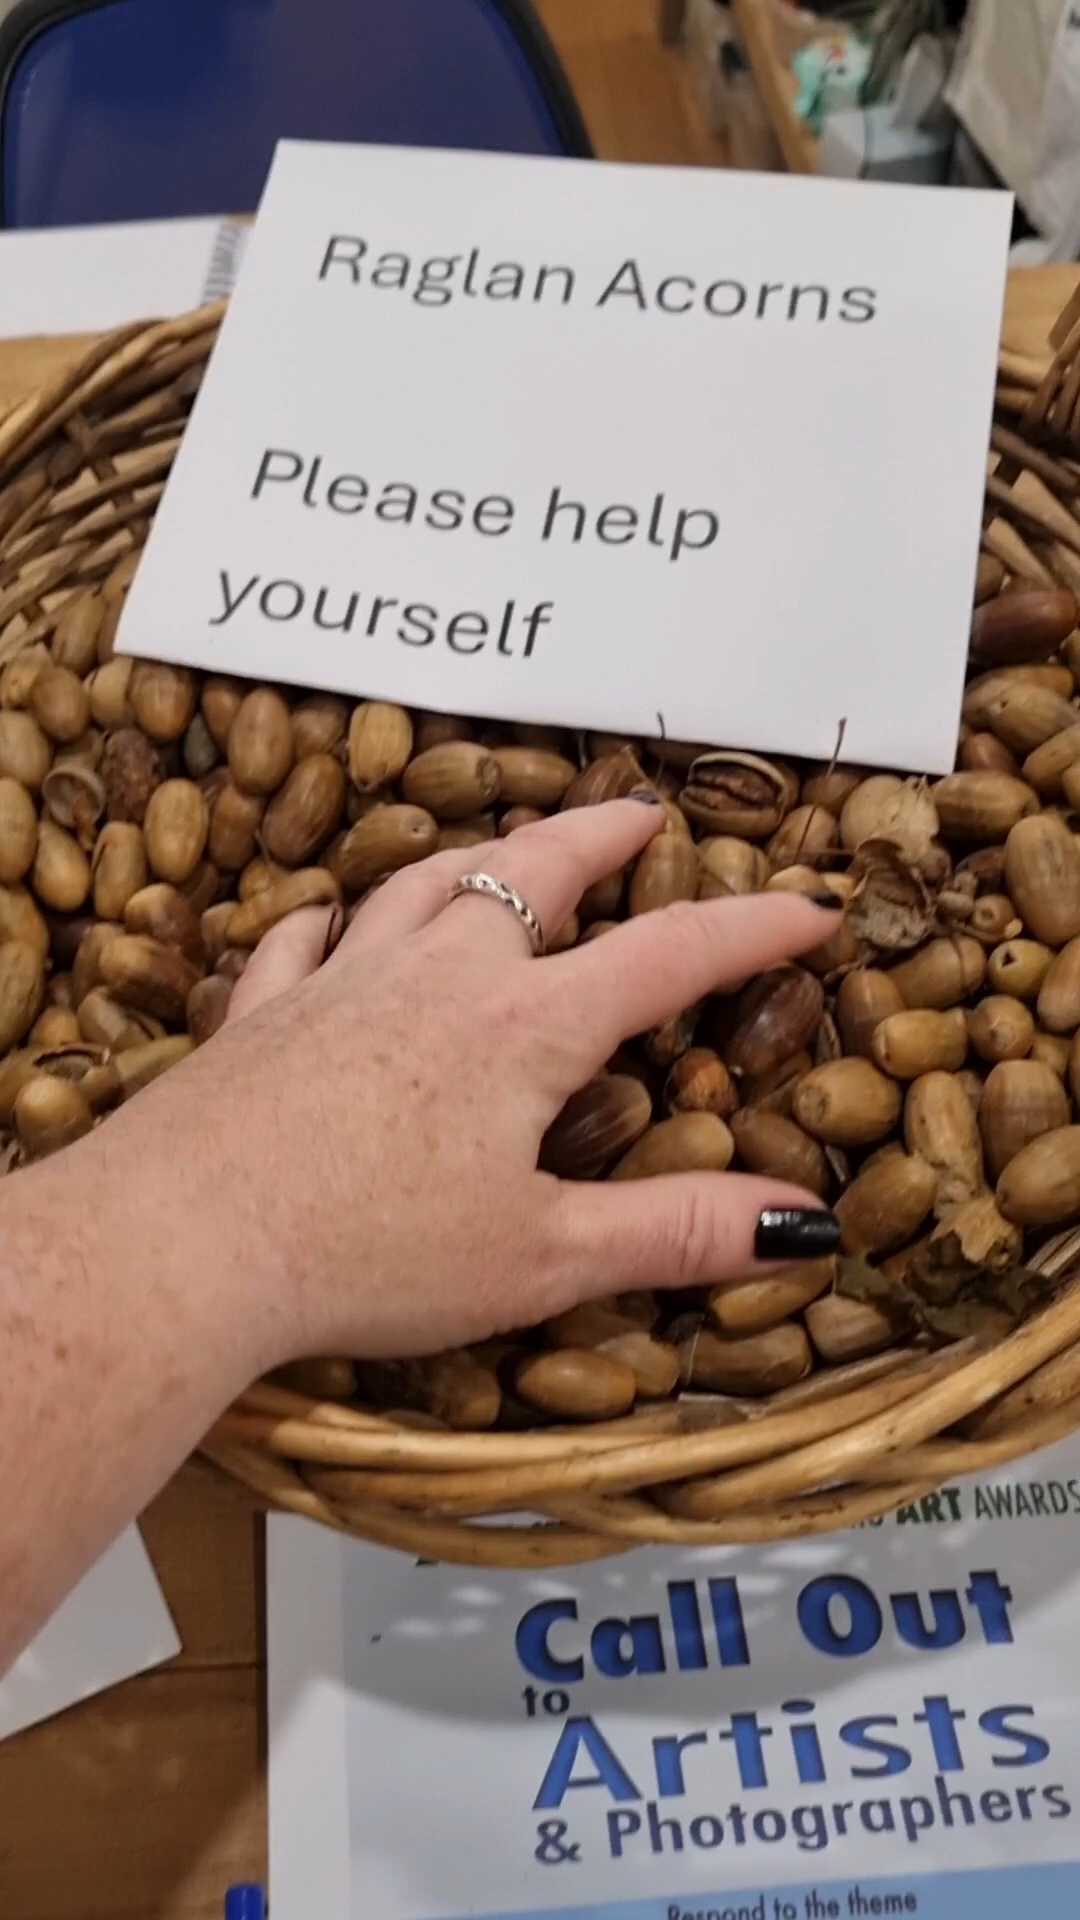 Raglan Acorns
Please help
yourself
ART AWARDS
Call Out
to
Artists
& Photographers
Respond to the theme